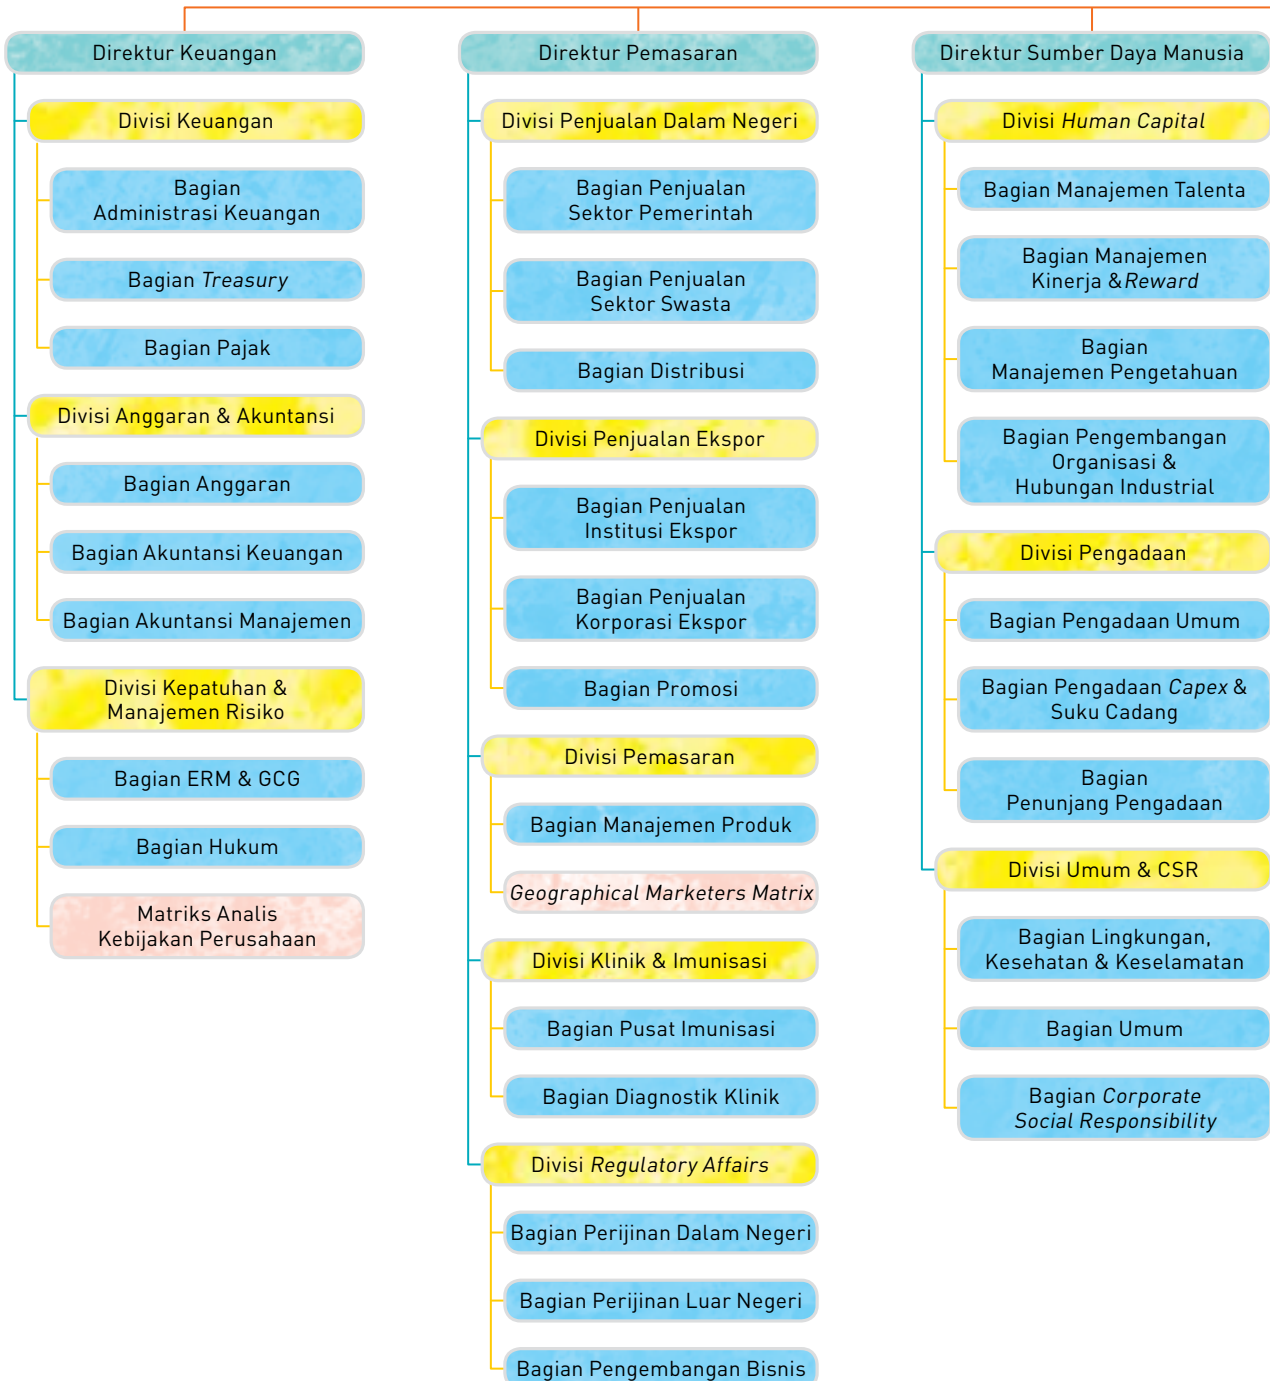 Direktur Keuangan
Divisi Keuangan
Bagian
Administrasi Keuangan
Bagian Treasury
Bagian Pajak
Divisi Anggaran & Akuntansi
Bagian Anggaran
Bagian Akuntansi Keuangan
Bagian Akuntansi Manajemen
Divisi Kepatuhan &
Manajemen Risiko
Bagian ERM & GCG
Bagian Hukum
Matriks Analis
Kebijakan Perusahaan
Direktur Pemasaran
Divisi Penjualan Dalam Negeri
Bagian Penjualan
Sektor Pemerintah
Bagian Penjualan
Sektor Swasta
Bagian Distribusi
Divisi Penjualan Ekspor
Bagian Penjualan
Institusi Ekspor
Bagian Penjualan
Korporasi Ekspor
Bagian Promosi
Divisi Pemasaran
Bagian Manajemen Produk
Geographical Marketers Matrix
Divisi Klinik & Imunisasi
Bagian Pusat Imunisasi
Bagian Diagnostik Klinik
Divisi Regulatory Affairs
Bagian Perijinan Dalam Negeri
Bagian Perijinan Luar Negeri
Bagian Pengembangan Bisnis
Direktur Sumber Daya Manusia
Divisi Human Capital
Bagian Manajemen Talenta
Bagian Manajemen
Kinerja &Reward
Bagian
Manajemen Pengetahuan
Bagian Pengembangan
Organisasi &
Hubungan Industrial
Divisi Pengadaan
Bagian Pengadaan Umum
Bagian Pengadaan Capex &
Suku Cadang
Bagian
Penunjang Pengadaan
Divisi Umum & CSR
Bagian Lingkungan,
Kesehatan & Keselamatan
Bagian Umum
Bagian Corporate
Social Responsibility